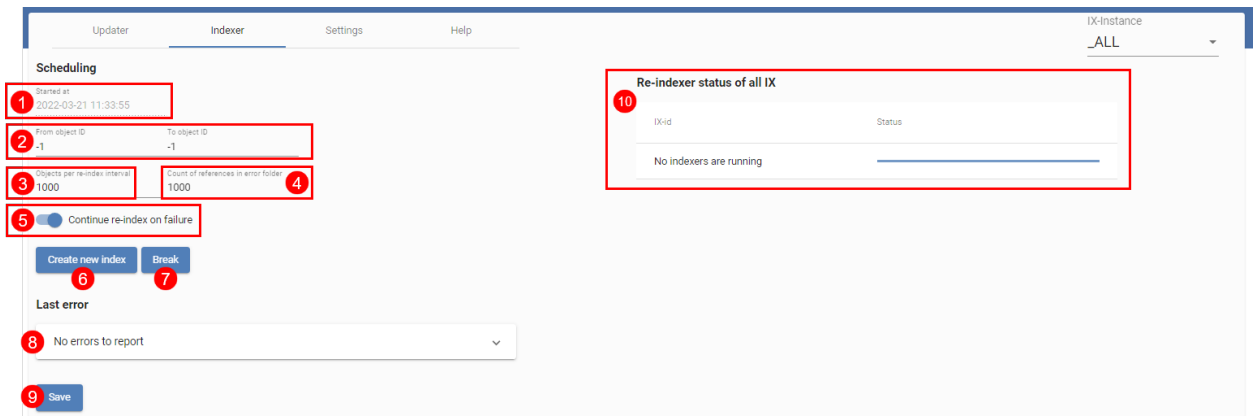 Updater Indexer Settings Help
IX-Instance
_ALL
Scheduling
1 Started at
2022-03-21 11:33:55
2 From object ID To object ID
-1 -1
3 Objects per re-index interval Count of references in error folder
1000 1000 4
5 Continue re-index on failure
Create new index Break
6 7
Last error
8 No errors to report
9 Save
Re-indexer status of all IX
10
IX-id Status
No indexers are running